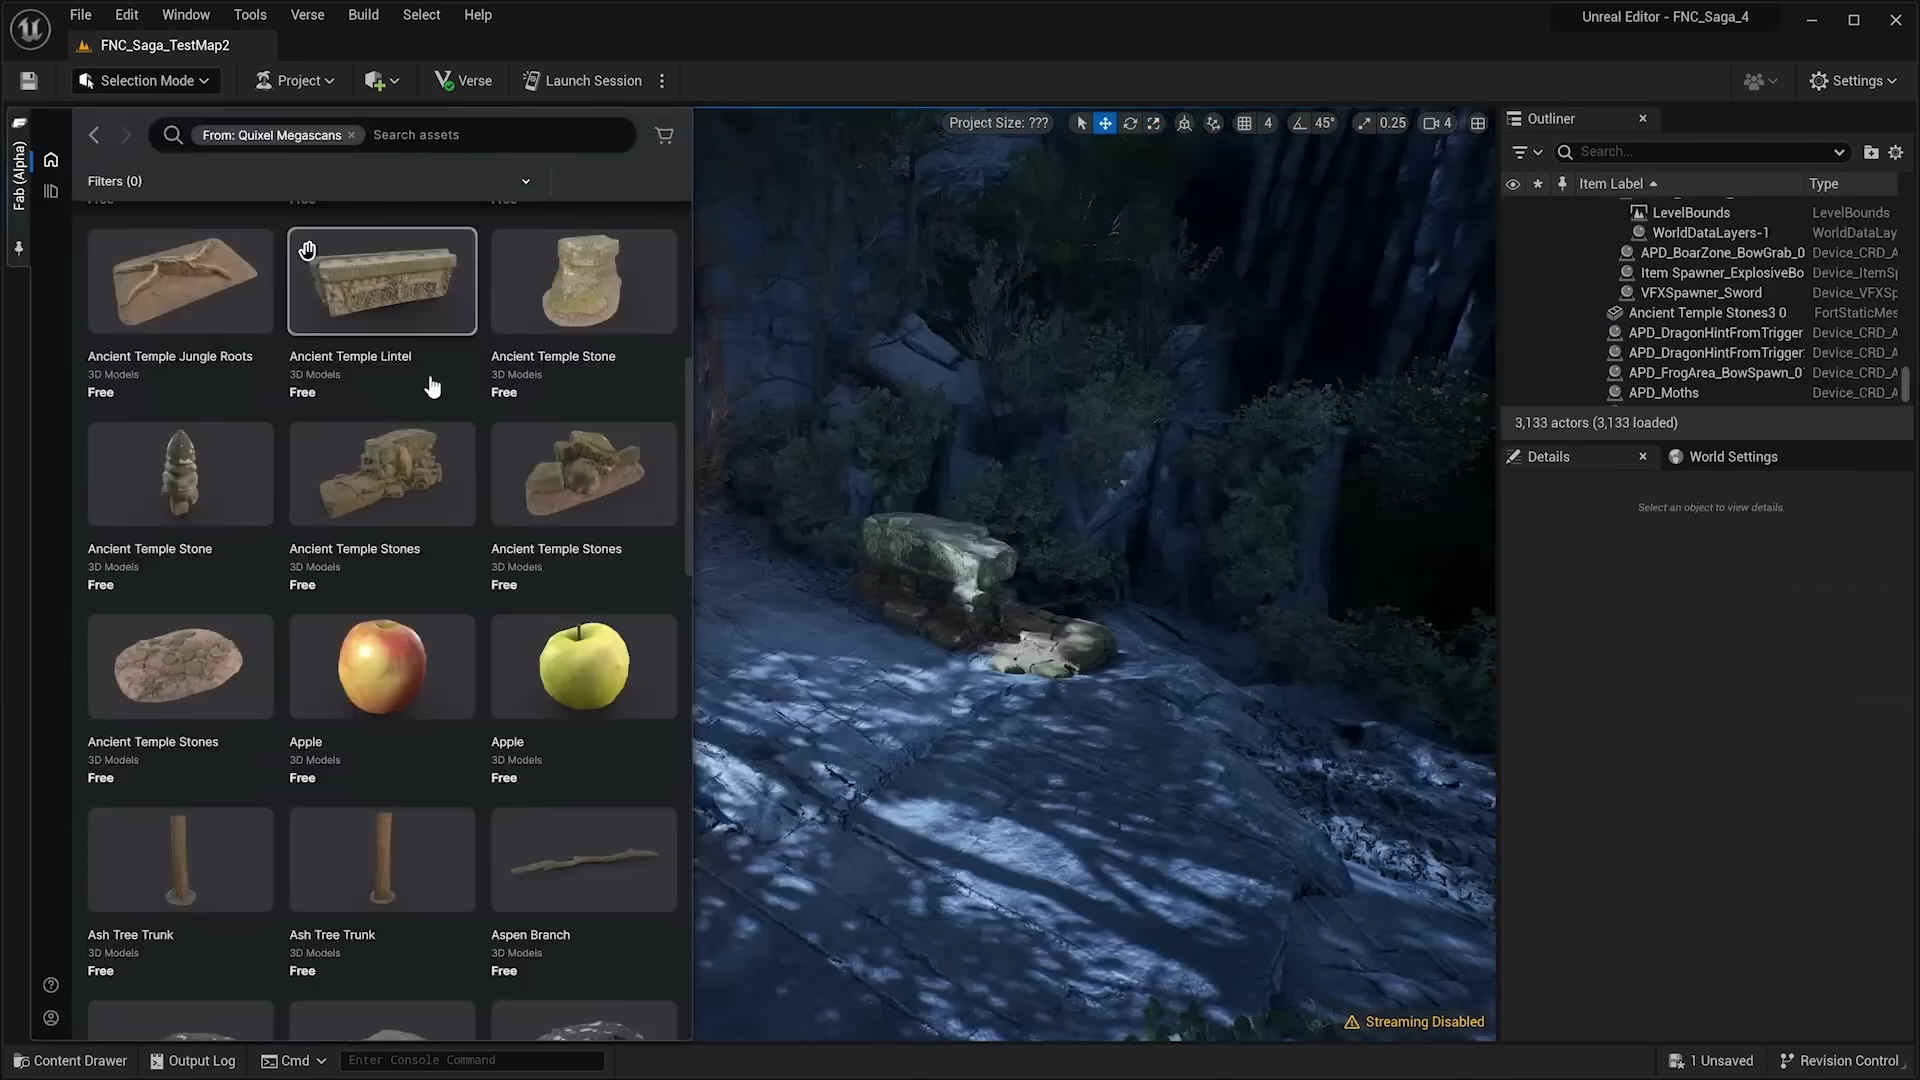 File Edit Window Tools Verse Build Select Help
Unreal Editor - FNC_Saga_4
FNC_Saga_TestMap2
Selection Mode
Project
Verse
Launch Session
Settings
Fab (Alpha)
From: Quixel Megascans × Search assets
Filters (0)
Ancient Temple Jungle Roots
3D Models
Free
Ancient Temple Lintel
3D Models
Free
Ancient Temple Stone
3D Models
Free
Ancient Temple Stone
3D Models
Free
Ancient Temple Stones
3D Models
Free
Ancient Temple Stones
3D Models
Free
Ancient Temple Stones
3D Models
Free
Apple
3D Models
Free
Apple
3D Models
Free
Ash Tree Trunk
3D Models
Free
Ash Tree Trunk
3D Models
Free
Aspen Branch
3D Models
Free
Project Size: ???
4
45°
0.25
4
Streaming Disabled
Outliner
Search...
Item Label Type
LevelBounds LevelBounds
WorldDataLayers-1 WorldDataLay
APD_BoarZone_BowGrab_0 Device_CRD_A
Item Spawner_ExplosiveBo Device_ItemSp
VFXSpawner_Sword Device_VFXSp
Ancient Temple Stones3 0 FortStaticMes
APD_DragonHintFromTrigger Device_CRD_A
APD_DragonHintFromTrigger Device_CRD_A
APD_FrogArea_BowSpawn_0 Device_CRD_A
APD_Moths Device_CRD_A
3,133 actors (3,133 loaded)
Details
World Settings
Select an object to view details.
Content Drawer
Output Log
Cmd
Enter Console Command
1 Unsaved
Revision Control